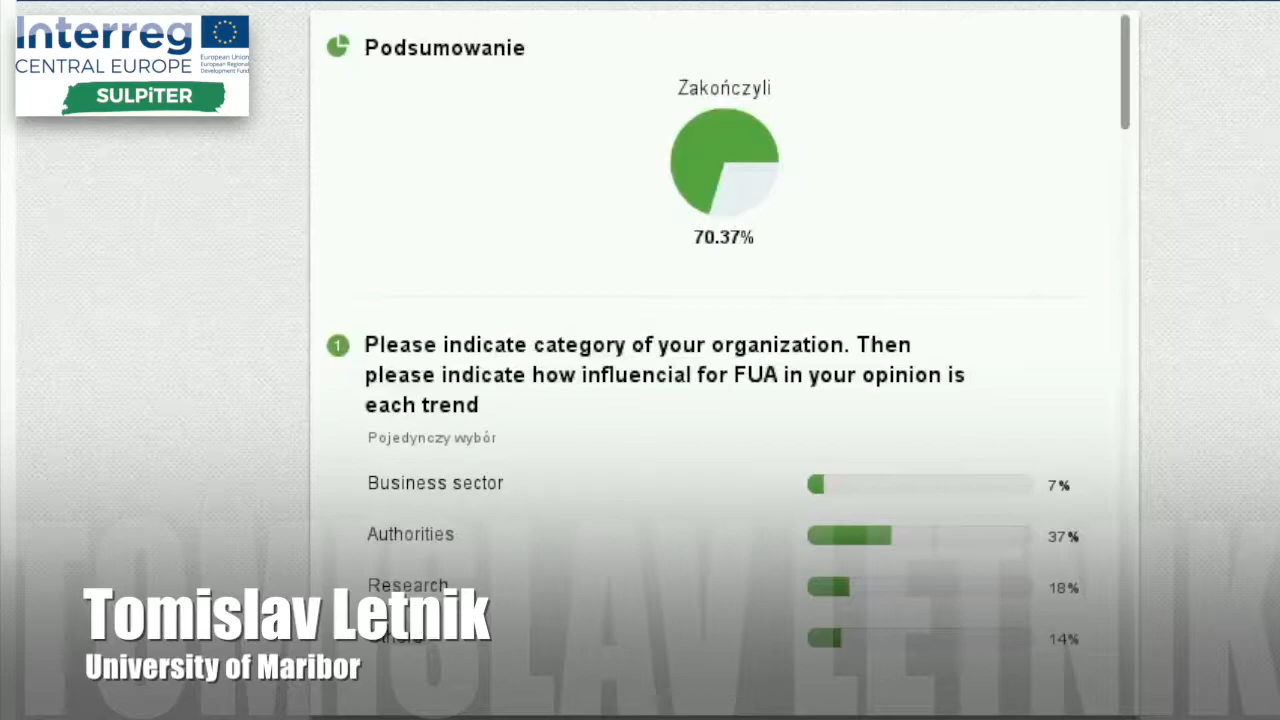 Interreg
CENTRAL EUROPE
European Union
European Regional
Development Fund
SULPiTER
Podsumowanie
Zakończyli
70.37%
1 Please indicate category of your organization. Then
please indicate how influencial for FUA in your opinion is
each trend
Pojedynczy wybór
Business sector 7%
Authorities 37%
Research 18%
14%
TOMISLAV LETNIK
Tomislav Letnik
University of Maribor